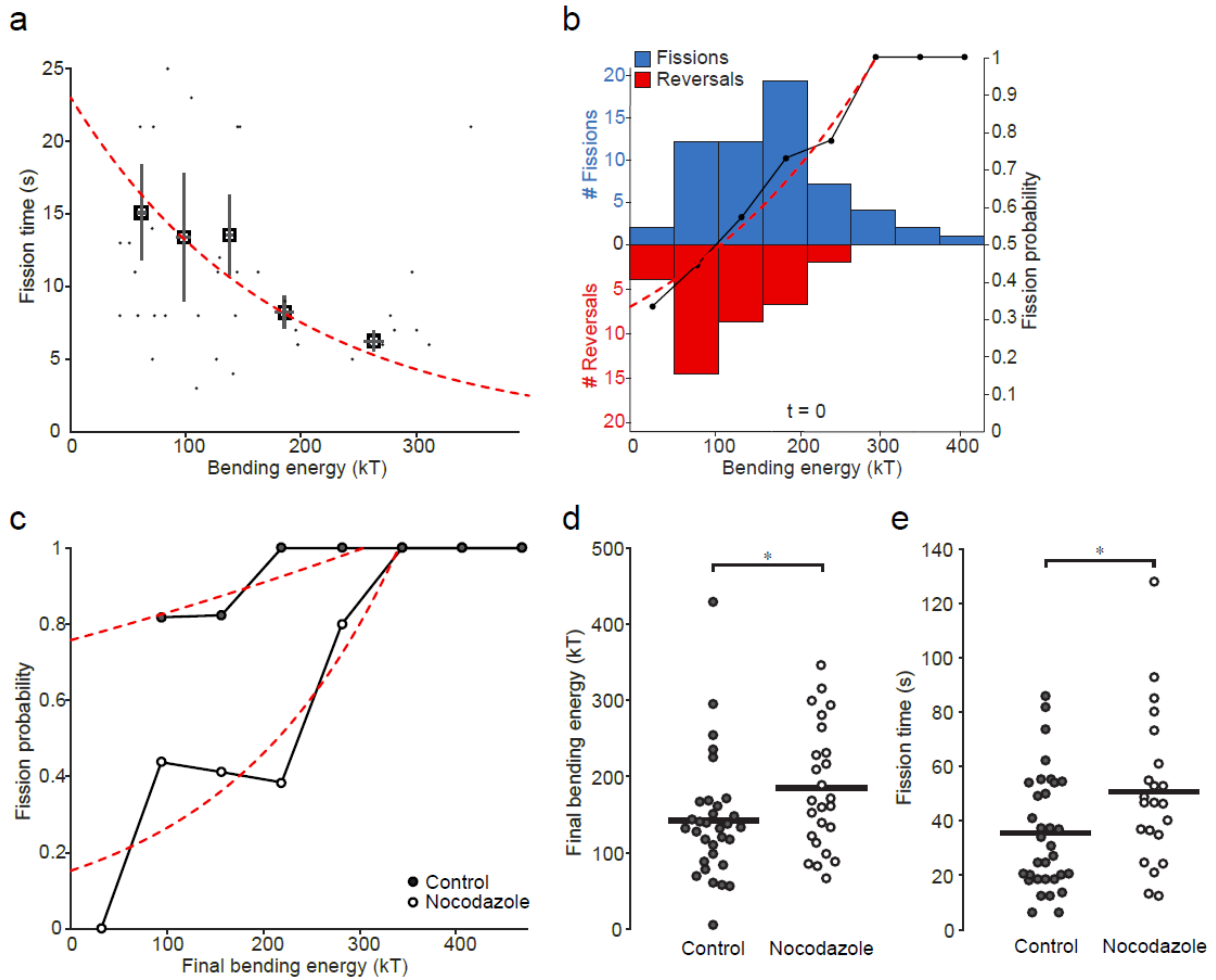 a
25
20
15
10
5
0
Fission time (s)
0 100 200 300
Bending energy (kT)
b
Fissions
Reversals
20
15
10
5
0
5
10
15
20
# Fissions
# Reversals
1
0.9
0.8
0.7
0.6
0.5
0.4
0.3
0.2
0.1
0
Fission probability
t = 0
0 100 200 300 400
Bending energy (kT)
c
1
0.8
0.6
0.4
0.2
0
Fission probability
Control
Nocodazole
0 100 200 300 400
Final bending energy (kT)
d
500
400
300
200
100
0
Final bending energy (kT)
*
Control Nocodazole
e
140
120
100
80
60
40
20
0
Fission time (s)
*
Control Nocodazole